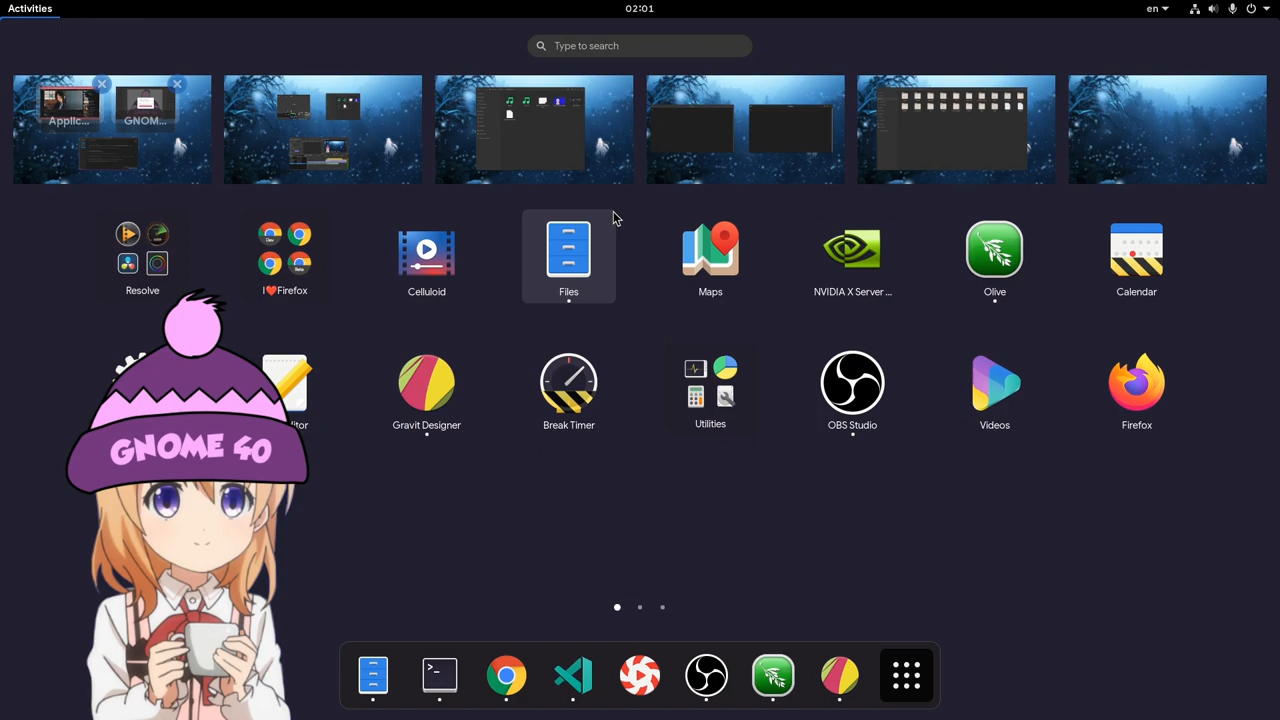 Activities
02:01
en
Type to search
Applic...
GNOM...
Resolve
I❤Firefox
Celluloid
Files
Maps
NVIDIA X Server ...
Olive
Calendar
Gravit Designer
Break Timer
Utilities
OBS Studio
Videos
Firefox
GNOME 40